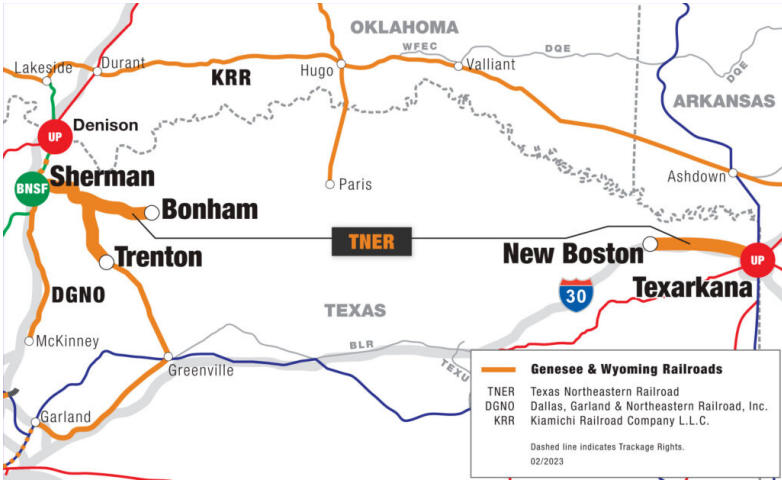 OKLAHOMA
WFEC
DQE
DQE
Lakeside
Durant
KRR
Hugo
Valliant
ARKANSAS
UP
Denison
Ashdown
BNSF
Sherman
Paris
Bonham
TNER
New Boston
Trenton
UP
Texarkana
30
DGNO
TEXAS
McKinney
BLR
TEXU
Greenville
Garland
Genesee & Wyoming Railroads
TNER Texas Northeastern Railroad
DGNO Dallas, Garland & Northeastern Railroad, Inc.
KRR Kiamichi Railroad Company L.L.C.
Dashed line indicates Trackage Rights.
02/2023